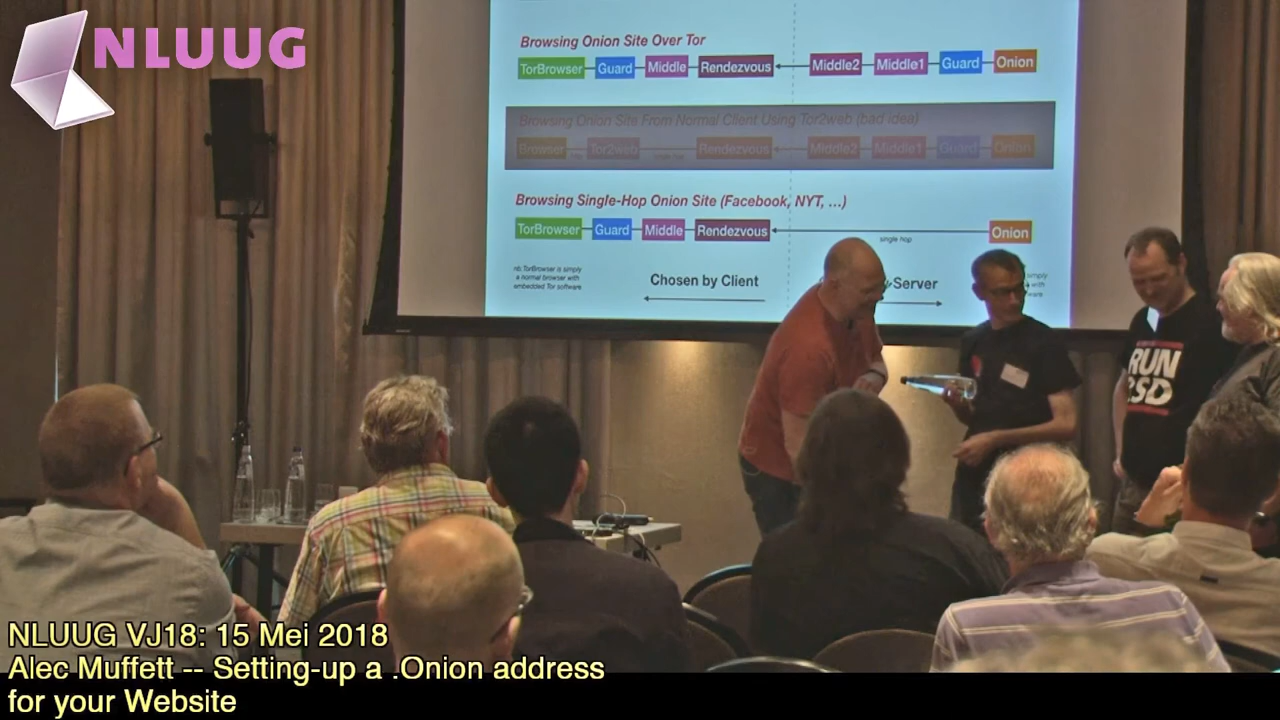 NLUUG
Browsing Onion Site Over Tor
TorBrowser Guard Middle Rendezvous Middle2 Middle1 Guard Onion
Browsing Onion Site From Normal Client Using Tor2web (bad idea)
Browser Tor2web Rendezvous Middle2 Middle1 Guard Onion
Browsing Single-Hop Onion Site (Facebook, NYT, ...)
TorBrowser Guard Middle Rendezvous Onion
single hop
nb:TorBrowser is simply
a normal browser with
embedded Tor software
Chosen by Client
Server
simply
with
ware
RUN
NLUUG VJ18: 15 Mei 2018
Alec Muffett -- Setting-up a .Onion address
for your Website